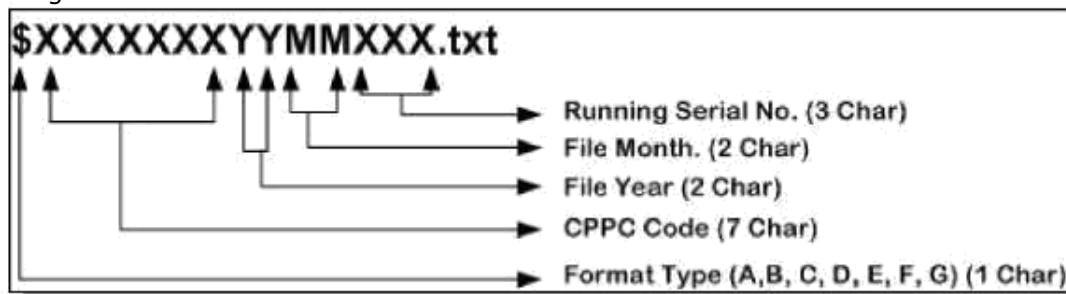 $XXXXXXXYYMMXXX.txt
Running Serial No. (3 Char)
File Month. (2 Char)
File Year (2 Char)
CPPC Code (7 Char)
Format Type (A,B, C, D, E, F, G) (1 Char)